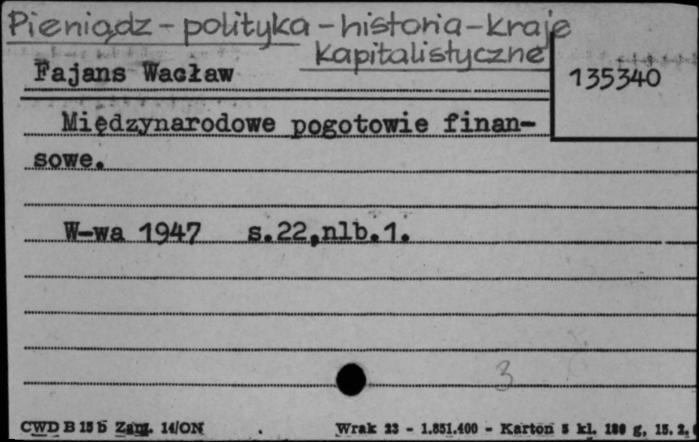 Pieniądz - polityka - historia - kraje
kapitalistyczne
Fajans Wacław
135340
Międzynarodowe pogotowie finan-
sowe.
W-wa 1947 s.22,nlb.1.
3
CWD B 15 b Zam. 14/ON
Wrak 23 - 1.851.400 - Karton 5 kl. 180 g, 15. 2,